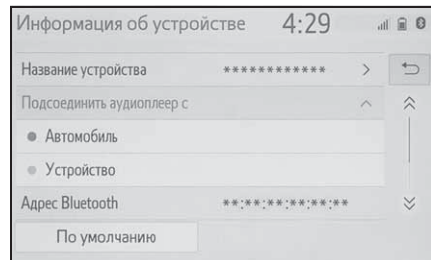 Информация об устройстве 4:29
Название устройства ************ >
Подсоединить аудиоплеер с
Автомобиль
Устройство
Адрес Bluetooth **:**:**:**:**:**
По умолчанию